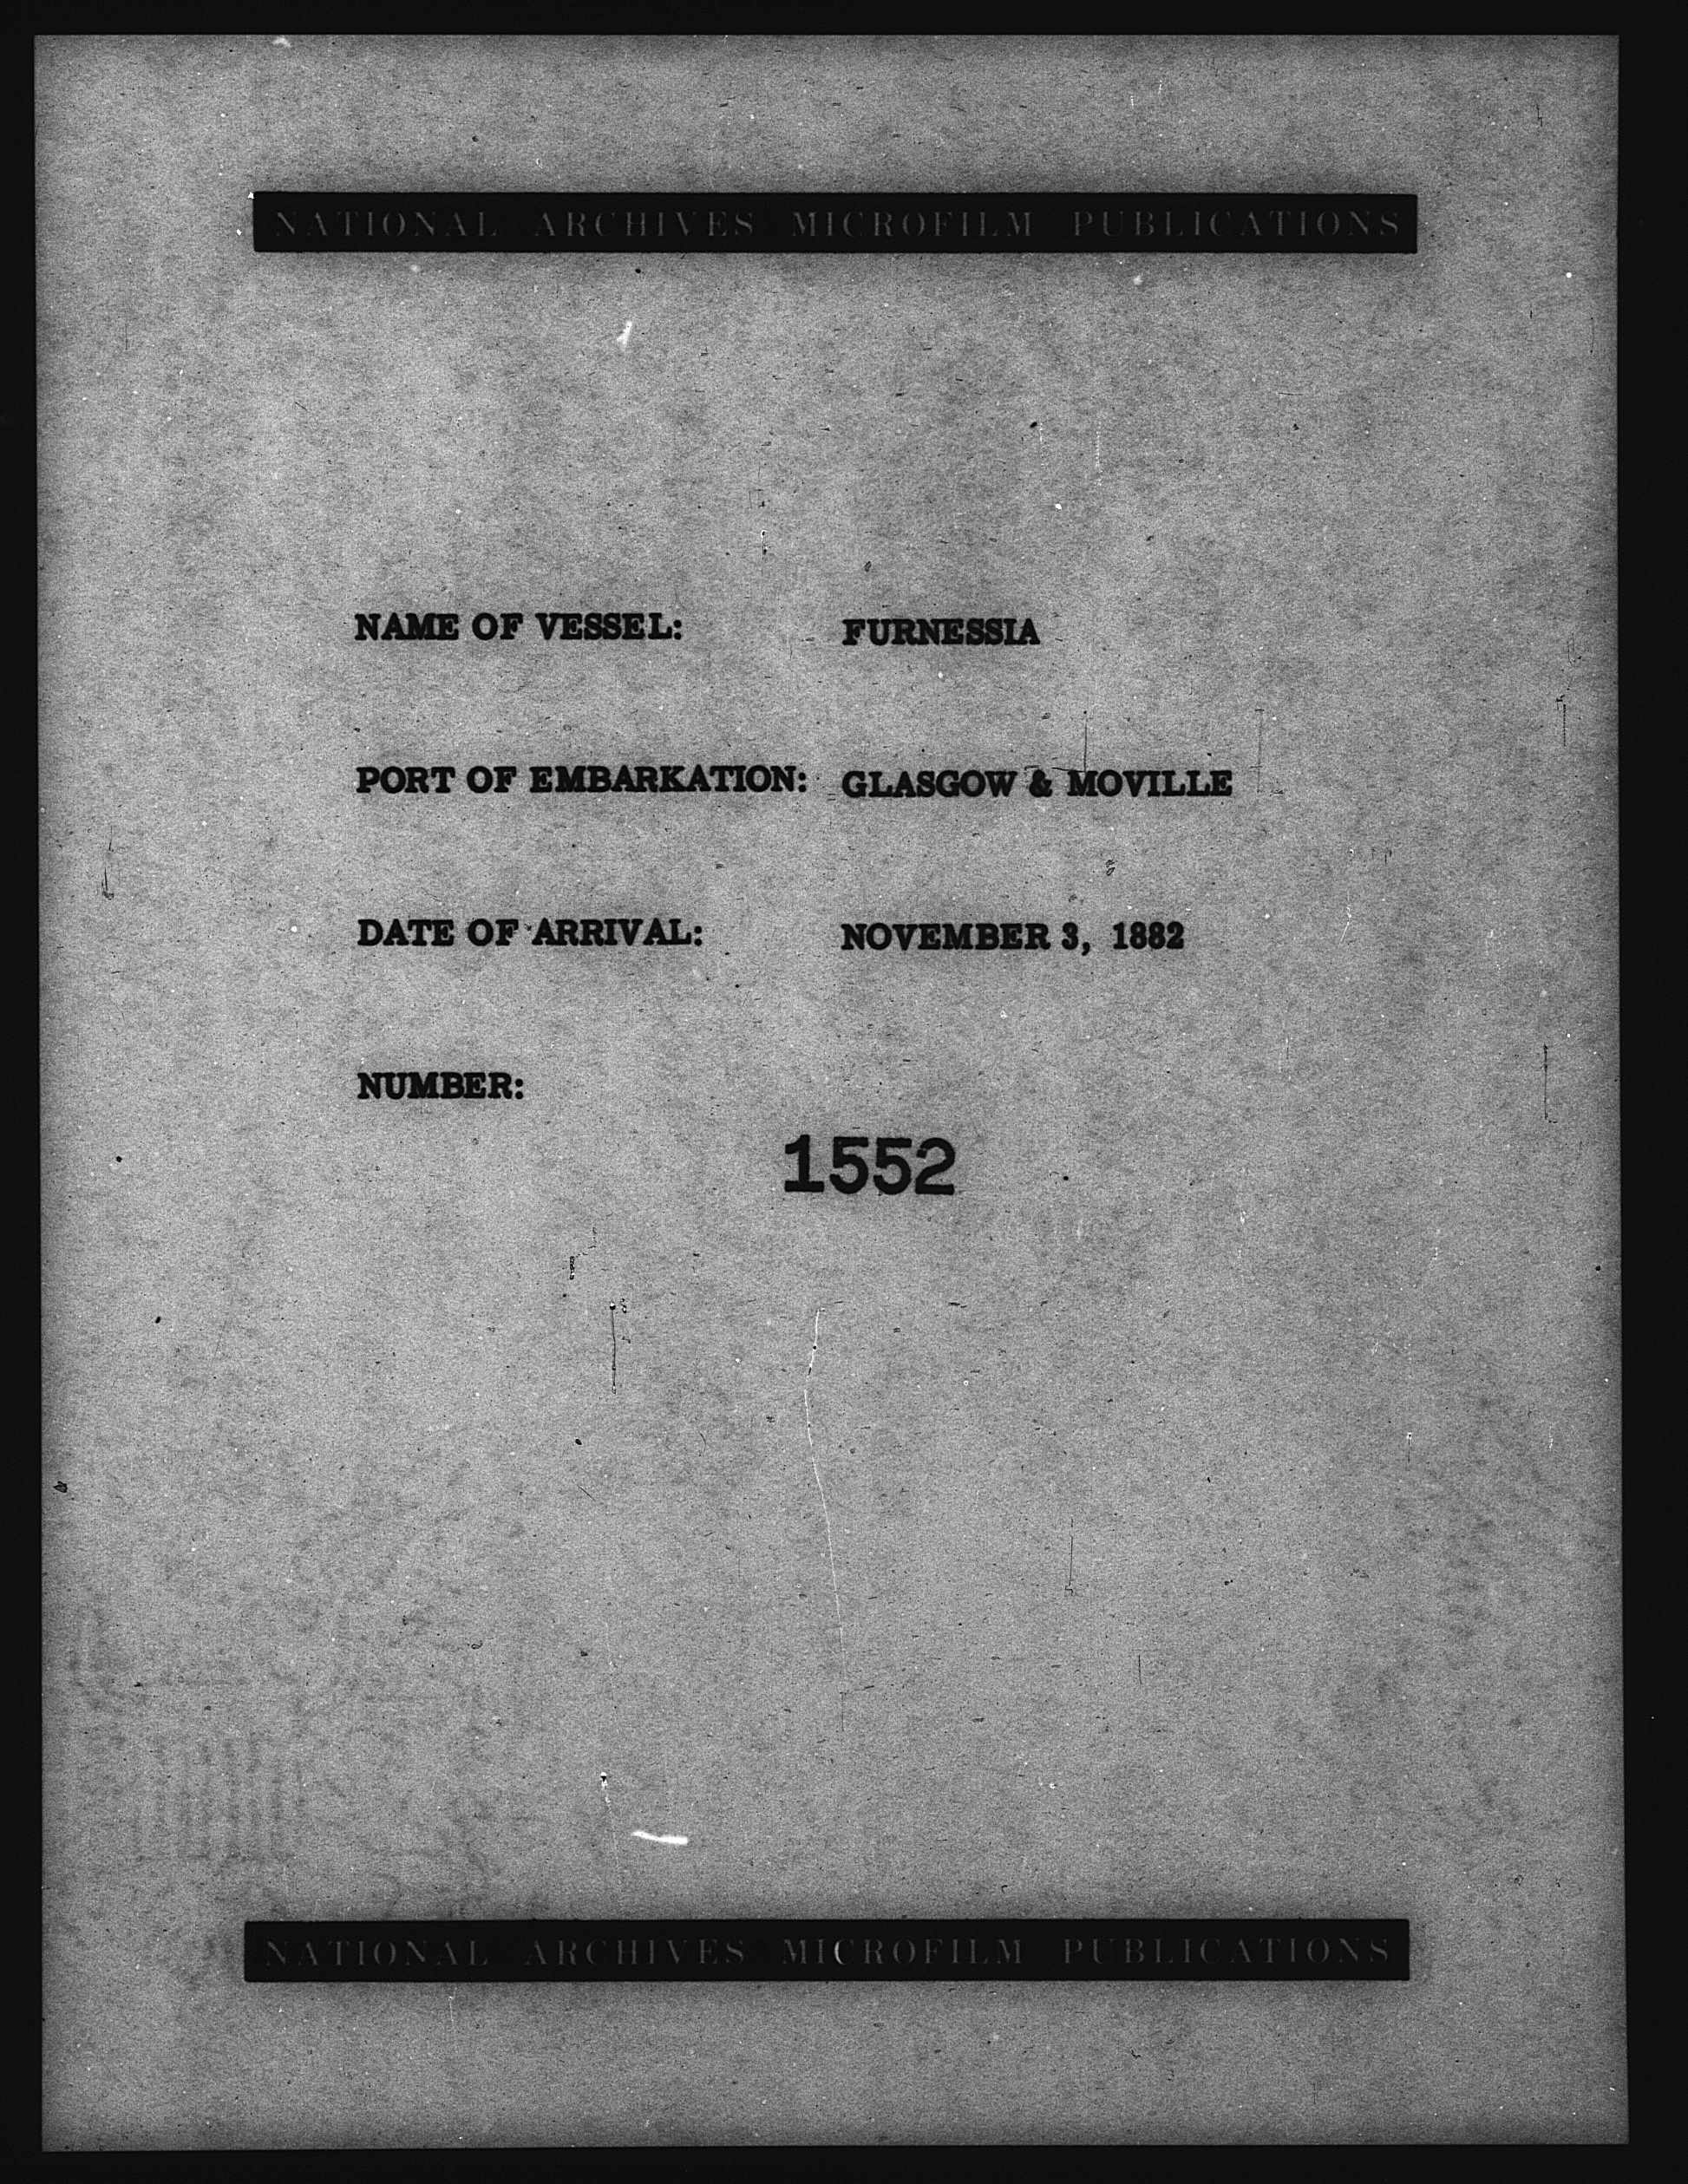 NATIONAL ARCHIVES MICROFILM PUBLICATIONS
NAME OF VESSEL: FURNESSIA
PORT OF EMBARKATION: GLASGOW & MOVILLE
DATE OF ARRIVAL: NOVEMBER 3, 1882
NUMBER:
1552
NATIONAL ARCHIVES MICROFILM PUBLICATIONS